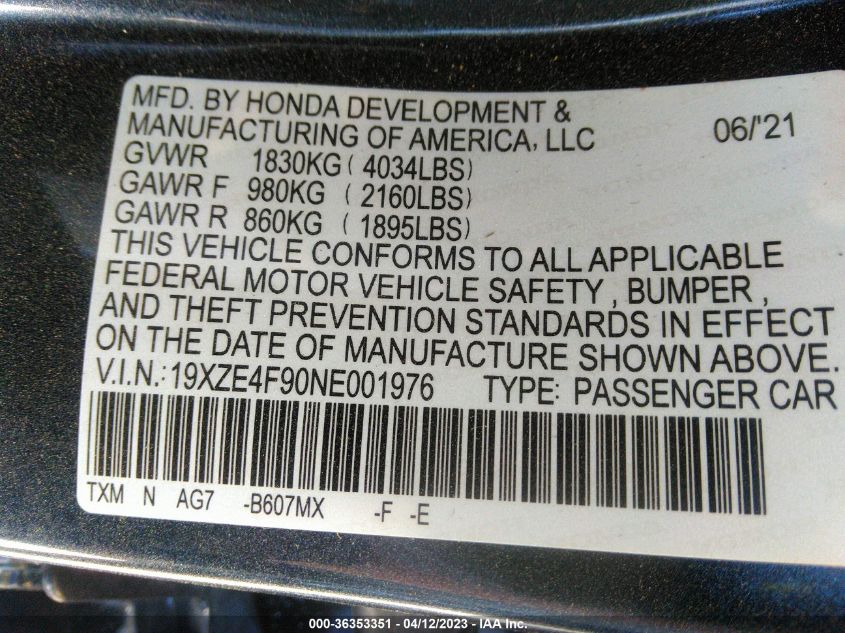 MFD. BY HONDA DEVELOPMENT &
MANUFACTURING OF AMERICA, LLC 06/'21
GVWR 1830KG ( 4034LBS)
GAWR F 980KG ( 2160LBS)
GAWR R 860KG ( 1895LBS)
THIS VEHICLE CONFORMS TO ALL APPLICABLE
FEDERAL MOTOR VEHICLE SAFETY , BUMPER ,
AND THEFT PREVENTION STANDARDS IN EFFECT
ON THE DATE OF MANUFACTURE SHOWN ABOVE.
V.I.N.:19XZE4F90NE001976 TYPE: PASSENGER CAR
TXM N AG7 -B607MX -F -E
000-36353351 - 04/12/2023 -